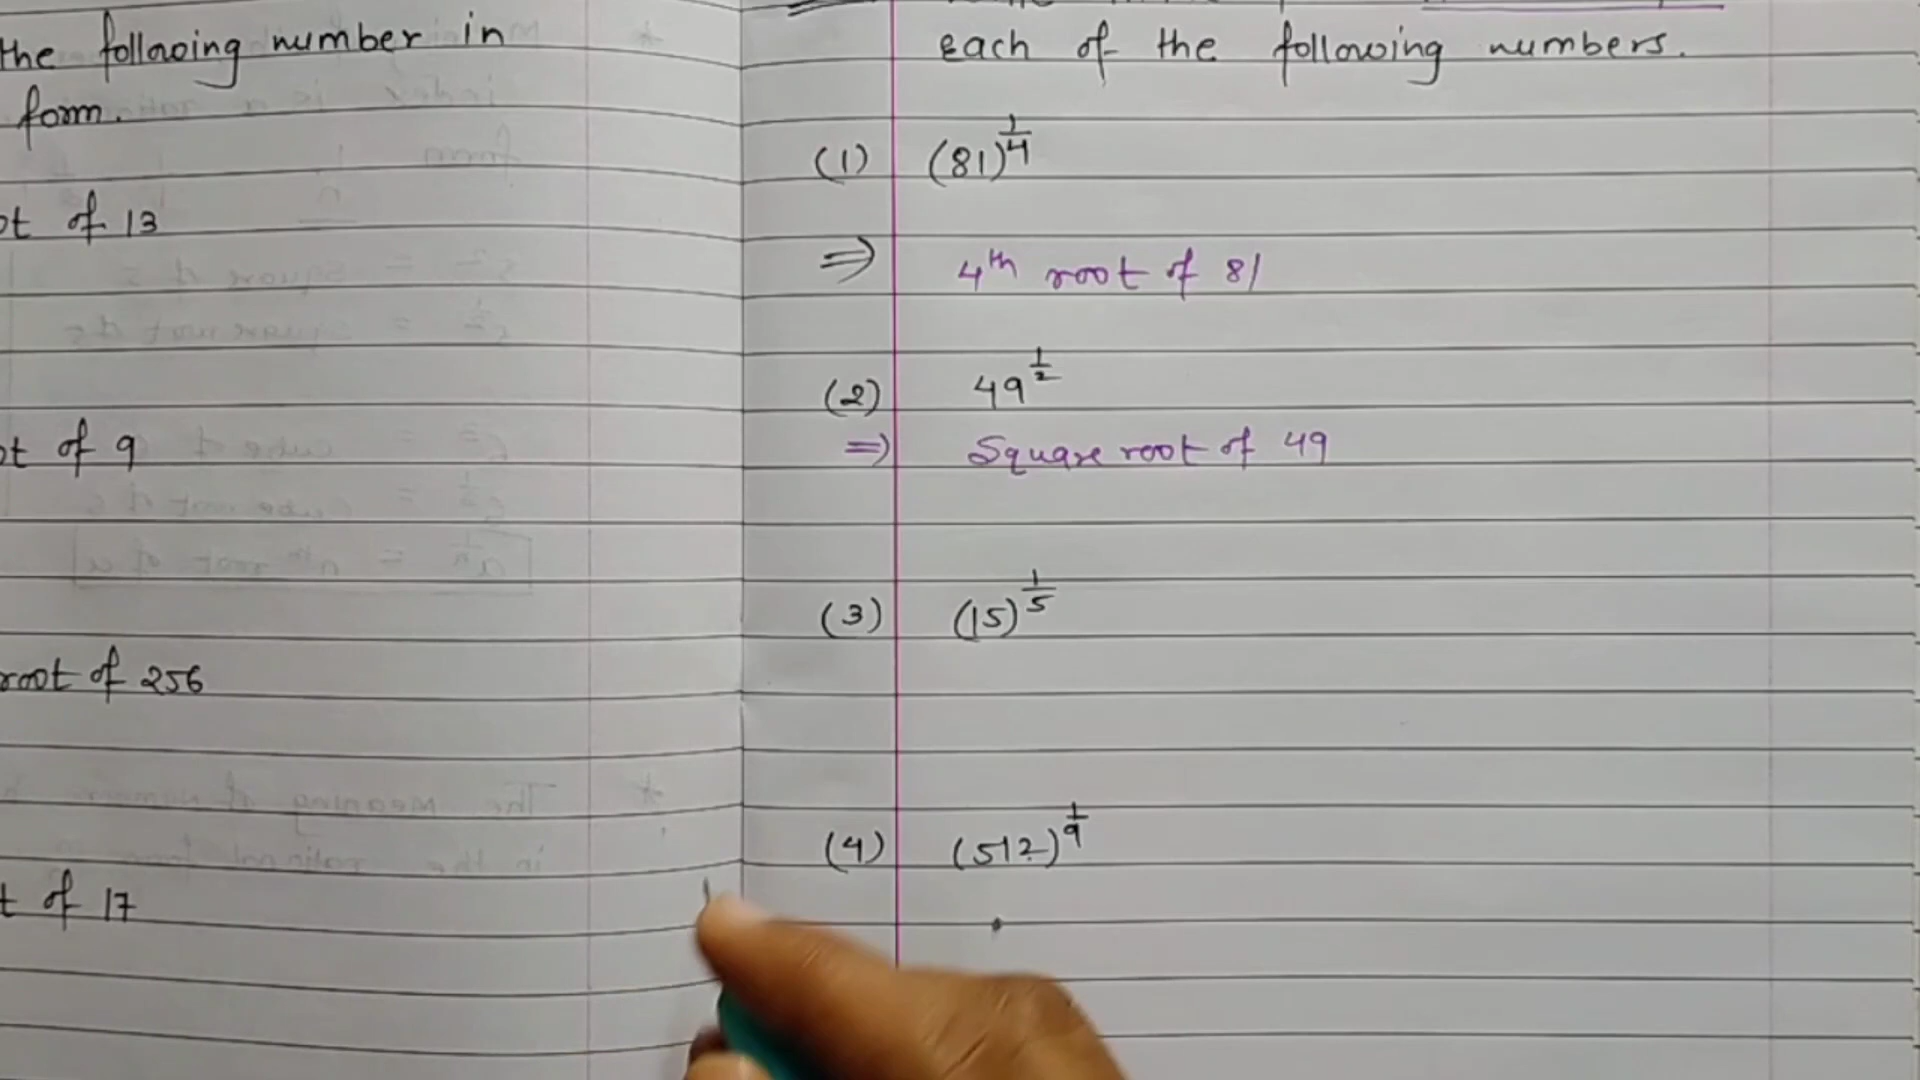 the following number in
form.
of 13
of 9
root of 256
of 17
each of the following numbers.
(1) (81)^1/4
⇒ 4th root of 81
(2) 49^1/2
⇒ Square root of 49
(3) (15)^1/5
(4) (512)^1/9